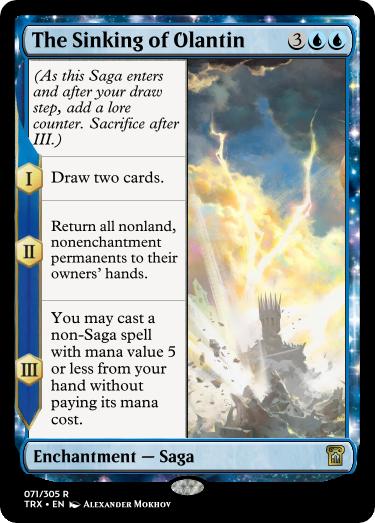 The Sinking of Olantin 3
(As this Saga enters
and after your draw
step, add a lore
counter. Sacrifice after
III.)
I Draw two cards.
Return all nonland,
nonenchantment
II permanents to their
owners' hands.
You may cast a
non-Saga spell
with mana value 5
III or less from your
hand without
paying its mana
cost.
Enchantment — Saga
071/305 R
TRX • EN Alexander Mokhov